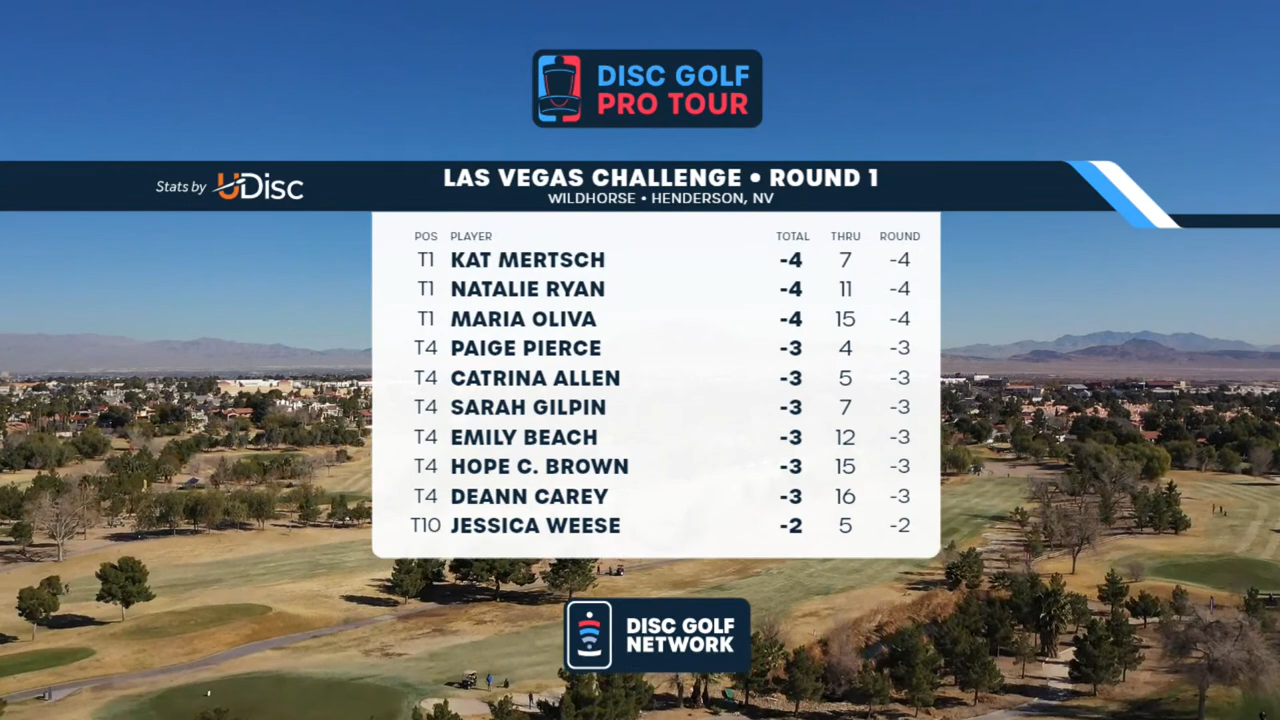 DISC GOLF
PRO TOUR
Stats by UDisc
LAS VEGAS CHALLENGE • ROUND 1
WILDHORSE • HENDERSON, NV
POS PLAYER TOTAL THRU ROUND
T1 KAT MERTSCH -4 7 -4
T1 NATALIE RYAN -4 11 -4
T1 MARIA OLIVA -4 15 -4
T4 PAIGE PIERCE -3 4 -3
T4 CATRINA ALLEN -3 5 -3
T4 SARAH GILPIN -3 7 -3
T4 EMILY BEACH -3 12 -3
T4 HOPE C. BROWN -3 15 -3
T4 DEANN CAREY -3 16 -3
T10 JESSICA WEESE -2 5 -2
DISC GOLF
NETWORK